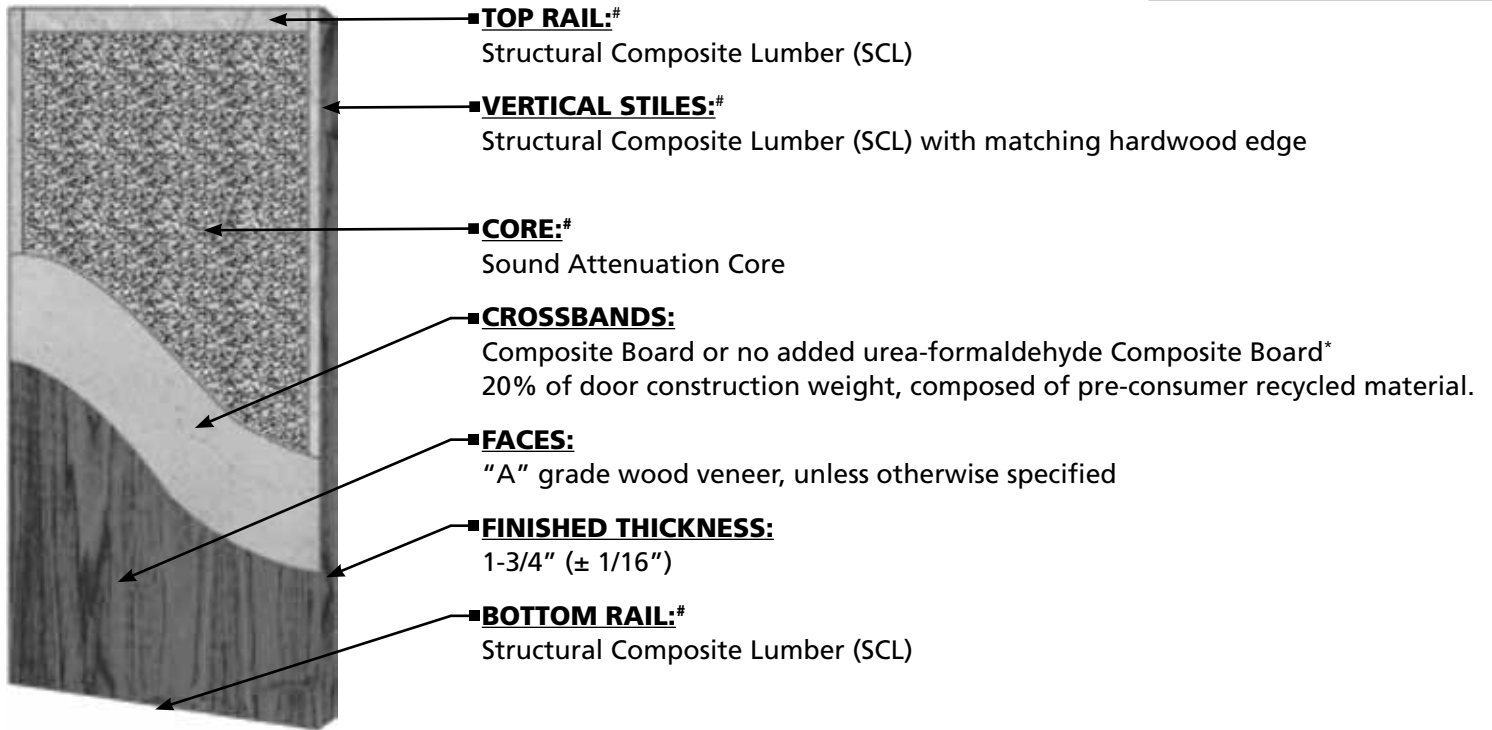 TOP RAIL:#
Structural Composite Lumber (SCL)
VERTICAL STILES:#
Structural Composite Lumber (SCL) with matching hardwood edge
CORE:#
Sound Attenuation Core
CROSSBANDS:
Composite Board or no added urea-formaldehyde Composite Board*
20% of door construction weight, composed of pre-consumer recycled material.
FACES:
"A" grade wood veneer, unless otherwise specified
FINISHED THICKNESS:
1-3/4" (± 1/16")
BOTTOM RAIL:#
Structural Composite Lumber (SCL)